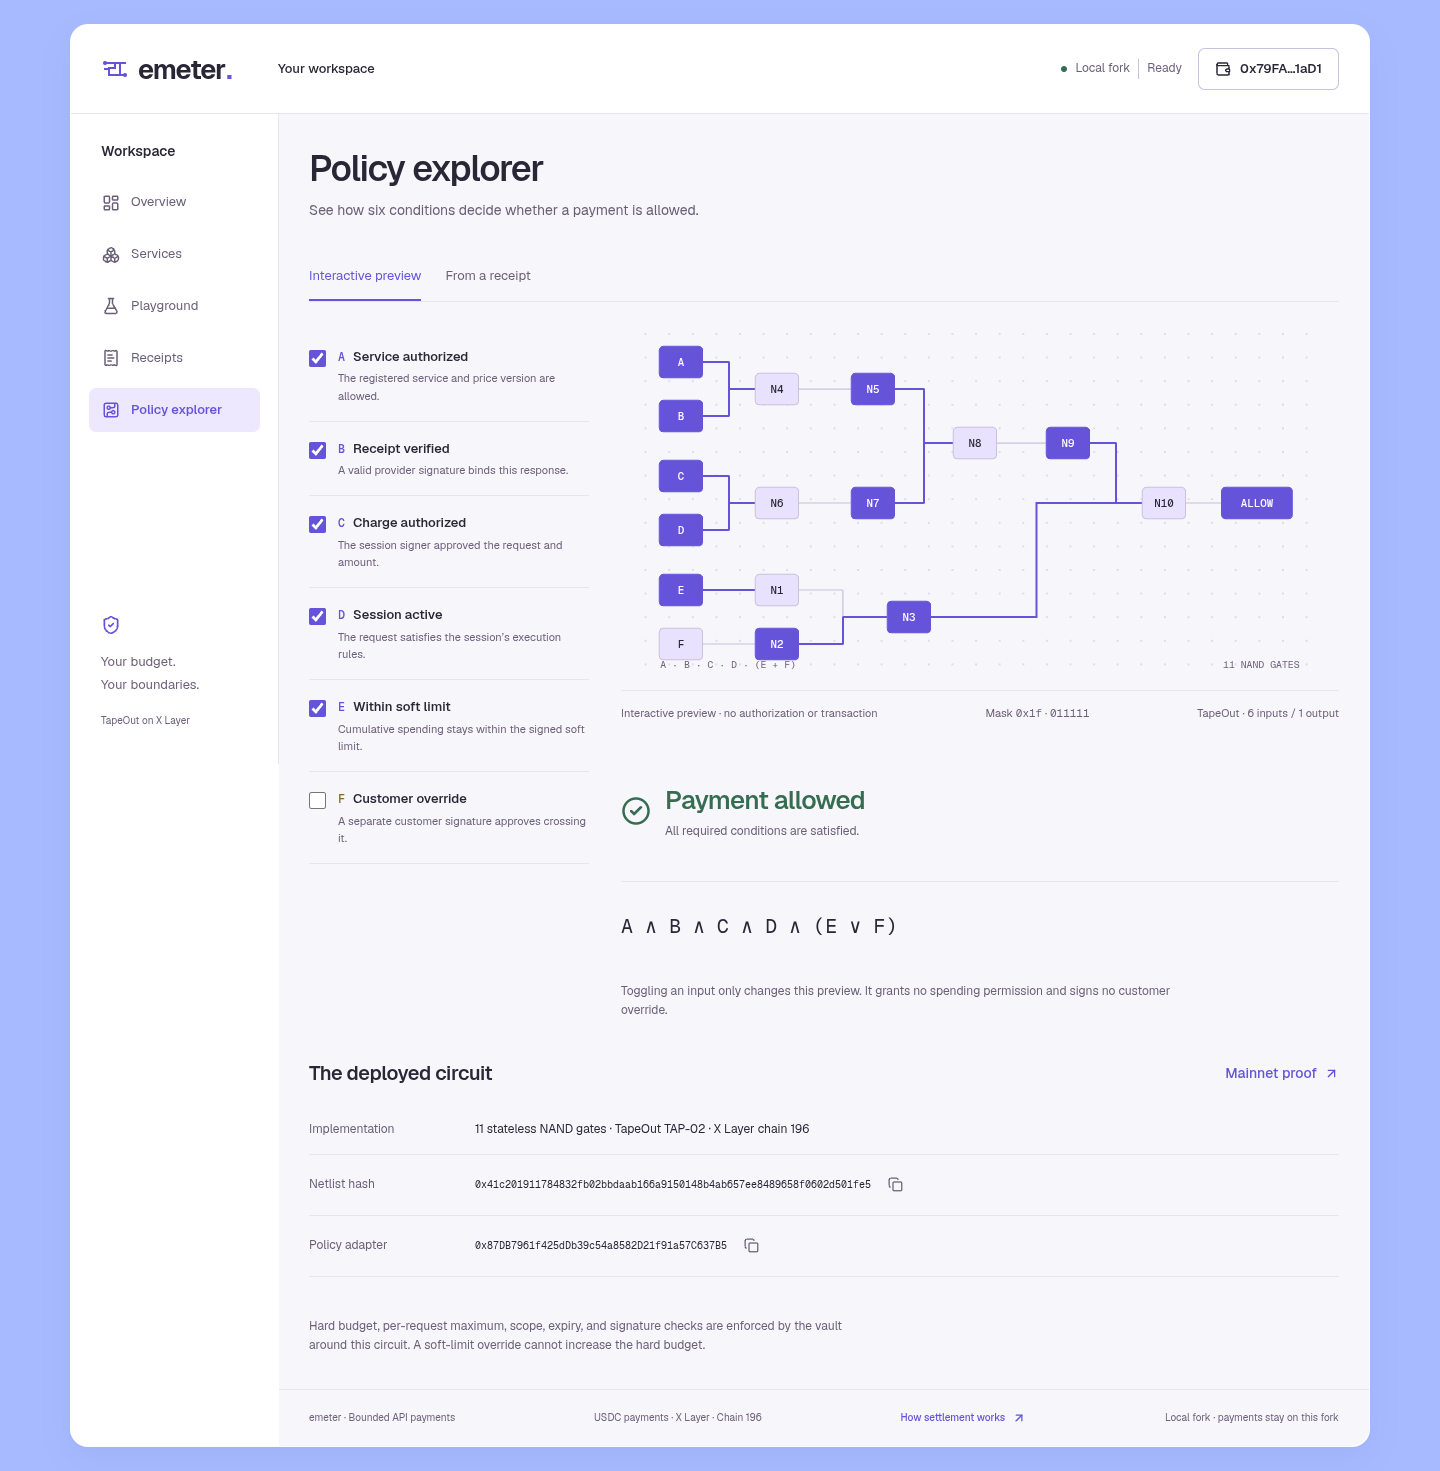 emeter.
Your workspace
Local fork
Ready
0x79FA...1aD1
Workspace
Overview
Services
Playground
Receipts
Policy explorer
Your budget.
Your boundaries.
TapeOut on X Layer
Policy explorer
See how six conditions decide whether a payment is allowed.
Interactive preview
From a receipt
A Service authorized
The registered service and price version are
allowed.
B Receipt verified
A valid provider signature binds this response.
C Charge authorized
The session signer approved the request and
amount.
D Session active
The request satisfies the session's execution
rules.
E Within soft limit
Cumulative spending stays within the signed soft
limit.
F Customer override
A separate customer signature approves crossing
it.
A
N4
N5
B
N8
N9
C
N6
N7
N10
ALLOW
D
E
N1
N3
F
N2
A · B · C · D · (E + F)
11 NAND GATES
Interactive preview · no authorization or transaction
Mask 0x1f · 011111
TapeOut · 6 inputs / 1 output
Payment allowed
All required conditions are satisfied.
A ∧ B ∧ C ∧ D ∧ (E ∨ F)
Toggling an input only changes this preview. It grants no spending permission and signs no customer
override.
The deployed circuit
Mainnet proof
Implementation
11 stateless NAND gates · TapeOut TAP-02 · X Layer chain 196
Netlist hash
0x41c201911784832fb02bbdaab166a9150148b4ab657ee8489658f0602d501fe5
Policy adapter
0x87DB7961f425dDb39c54a8582D21f91a57C637B5
Hard budget, per-request maximum, scope, expiry, and signature checks are enforced by the vault
around this circuit. A soft-limit override cannot increase the hard budget.
emeter · Bounded API payments
USDC payments · X Layer · Chain 196
How settlement works
Local fork · payments stay on this fork